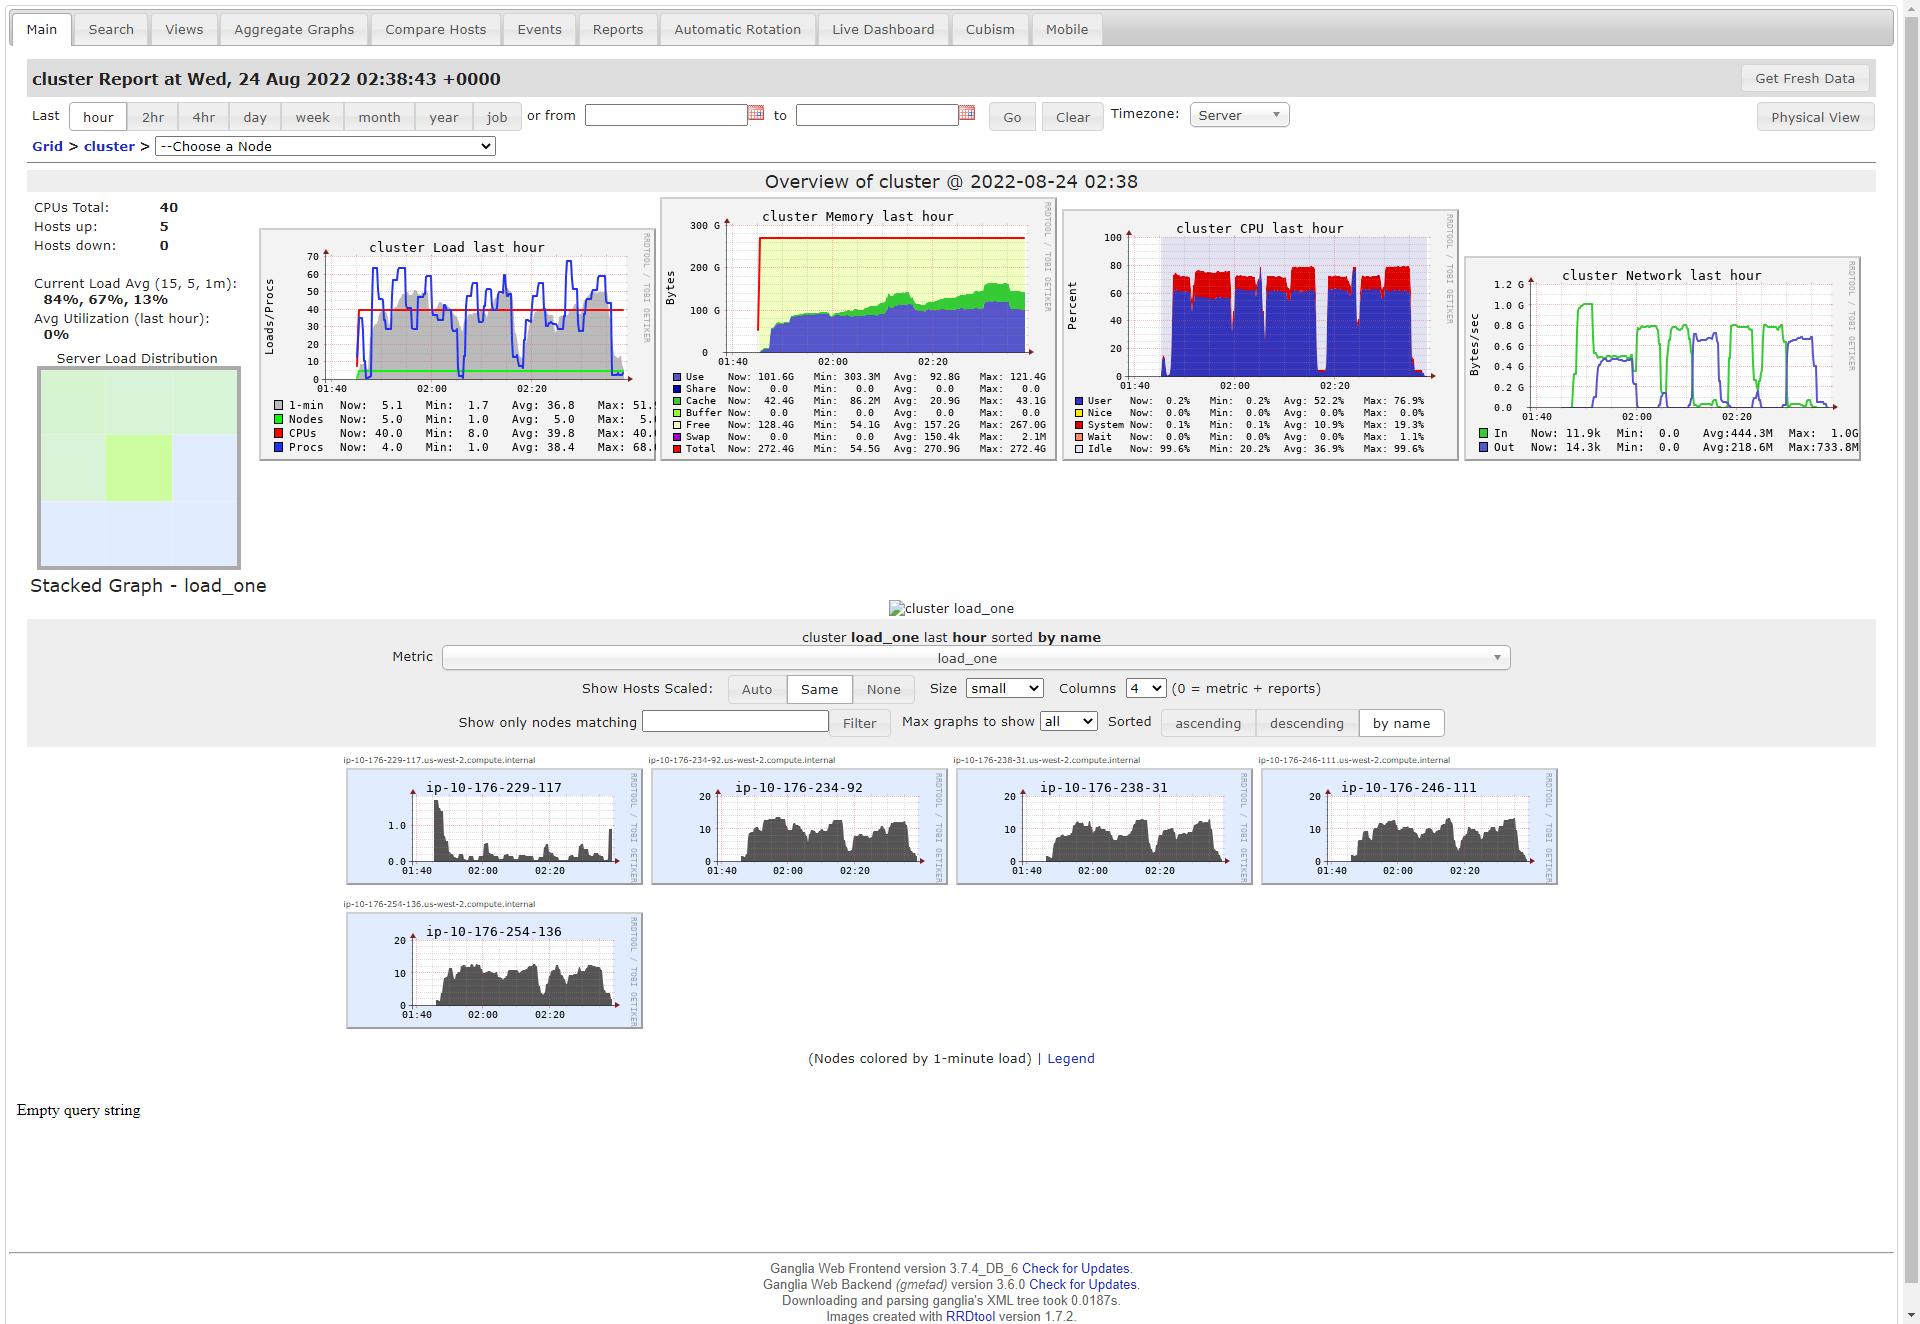 Main Search Views Aggregate Graphs Compare Hosts Events Reports Automatic Rotation Live Dashboard Cubism Mobile
cluster Report at Wed, 24 Aug 2022 02:38:43 +0000
Get Fresh Data
Last hour 2hr 4hr day week month year job or from to Go Clear Timezone: Server Physical View
Grid > cluster > --Choose a Node
Overview of cluster @ 2022-08-24 02:38
CPUs Total: 40
Hosts up: 5
Hosts down: 0
Current Load Avg (15, 5, 1m):
84%, 67%, 13%
Avg Utilization (last hour):
0%
Server Load Distribution
cluster Load last hour
RRDTOOL / TOBI OETIKER
Loads/Procs
70
60
50
40
30
20
10
0
01:40 02:00 02:20
1-min Now: 5.1 Min: 1.7 Avg: 36.8 Max: 51.
Nodes Now: 5.0 Min: 1.0 Avg: 5.0 Max: 5.
CPUs Now: 40.0 Min: 8.0 Avg: 39.8 Max: 40.
Procs Now: 4.0 Min: 1.0 Avg: 38.4 Max: 68.
cluster Memory last hour
RRDTOOL / TOBI OETIKER
Bytes
300 G
200 G
100 G
0
01:40 02:00 02:20
Use Now: 101.6G Min: 303.3M Avg: 92.8G Max: 121.4G
Share Now: 0.0 Min: 0.0 Avg: 0.0 Max: 0.0
Cache Now: 42.4G Min: 86.2M Avg: 20.9G Max: 43.1G
Buffer Now: 0.0 Min: 0.0 Avg: 0.0 Max: 0.0
Free Now: 128.4G Min: 54.1G Avg: 157.2G Max: 267.0G
Swap Now: 0.0 Min: 0.0 Avg: 150.4k Max: 2.1M
Total Now: 272.4G Min: 54.5G Avg: 270.9G Max: 272.4G
cluster CPU last hour
RRDTOOL / TOBI OETIKER
Percent
100
80
60
40
20
0
01:40 02:00 02:20
User Now: 0.2% Min: 0.2% Avg: 52.2% Max: 76.9%
Nice Now: 0.0% Min: 0.0% Avg: 0.0% Max: 0.0%
System Now: 0.1% Min: 0.1% Avg: 10.9% Max: 19.3%
Wait Now: 0.0% Min: 0.0% Avg: 0.0% Max: 1.1%
Idle Now: 99.6% Min: 20.2% Avg: 36.9% Max: 99.6%
cluster Network last hour
RRDTOOL / TOBI OETIKER
Bytes/sec
1.2 G
1.0 G
0.8 G
0.6 G
0.4 G
0.2 G
0.0
01:40 02:00 02:20
In Now: 11.9k Min: 0.0 Avg:444.3M Max: 1.0G
Out Now: 14.3k Min: 0.0 Avg:218.6M Max:733.8M
Stacked Graph - load_one
cluster load_one
cluster load_one last hour sorted by name
Metric load_one
Show Hosts Scaled: Auto Same None Size small Columns 4 (0 = metric + reports)
Show only nodes matching Filter Max graphs to show all Sorted ascending descending by name
ip-10-176-229-117.us-west-2.compute.internal
ip-10-176-229-117
RRDTOOL / TOBI OETIKER
1.0
0.0
01:40 02:00 02:20
ip-10-176-234-92.us-west-2.compute.internal
ip-10-176-234-92
RRDTOOL / TOBI OETIKER
20
10
0
01:40 02:00 02:20
ip-10-176-238-31.us-west-2.compute.internal
ip-10-176-238-31
RRDTOOL / TOBI OETIKER
20
10
0
01:40 02:00 02:20
ip-10-176-246-111.us-west-2.compute.internal
ip-10-176-246-111
RRDTOOL / TOBI OETIKER
20
10
0
01:40 02:00 02:20
ip-10-176-254-136.us-west-2.compute.internal
ip-10-176-254-136
RRDTOOL / TOBI OETIKER
20
10
0
01:40 02:00 02:20
(Nodes colored by 1-minute load) | Legend
Empty query string
Ganglia Web Frontend version 3.7.4_DB_6 Check for Updates.
Ganglia Web Backend (gmetad) version 3.6.0 Check for Updates.
Downloading and parsing ganglia's XML tree took 0.0187s.
Images created with RRDtool version 1.7.2.